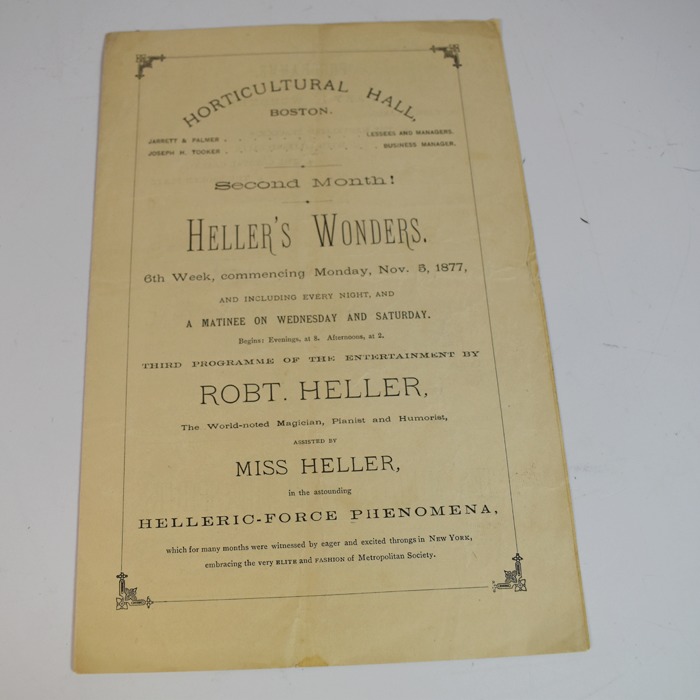 HORTICULTURAL HALL,
BOSTON.
JARRETT & PALMER . . . . . . . . . LESSEES AND MANAGERS.
JOSEPH H. TOOKER . . . . . . . . . . BUSINESS MANAGER.
Second Month!
HELLER'S WONDERS.
6th Week, commencing Monday, Nov. 5, 1877,
AND INCLUDING EVERY NIGHT, AND
A MATINEE ON WEDNESDAY AND SATURDAY.
Begins: Evenings, at 8. Afternoons, at 2.
THIRD PROGRAMME OF THE ENTERTAINMENT BY
ROBT. HELLER,
The World-noted Magician, Pianist and Humorist,
ASSISTED BY
MISS HELLER,
in the astounding
HELLERIC-FORCE PHENOMENA,
which for many months were witnessed by eager and excited throngs in NEW YORK,
embracing the very ELITE and FASHION of Metropolitan Society.